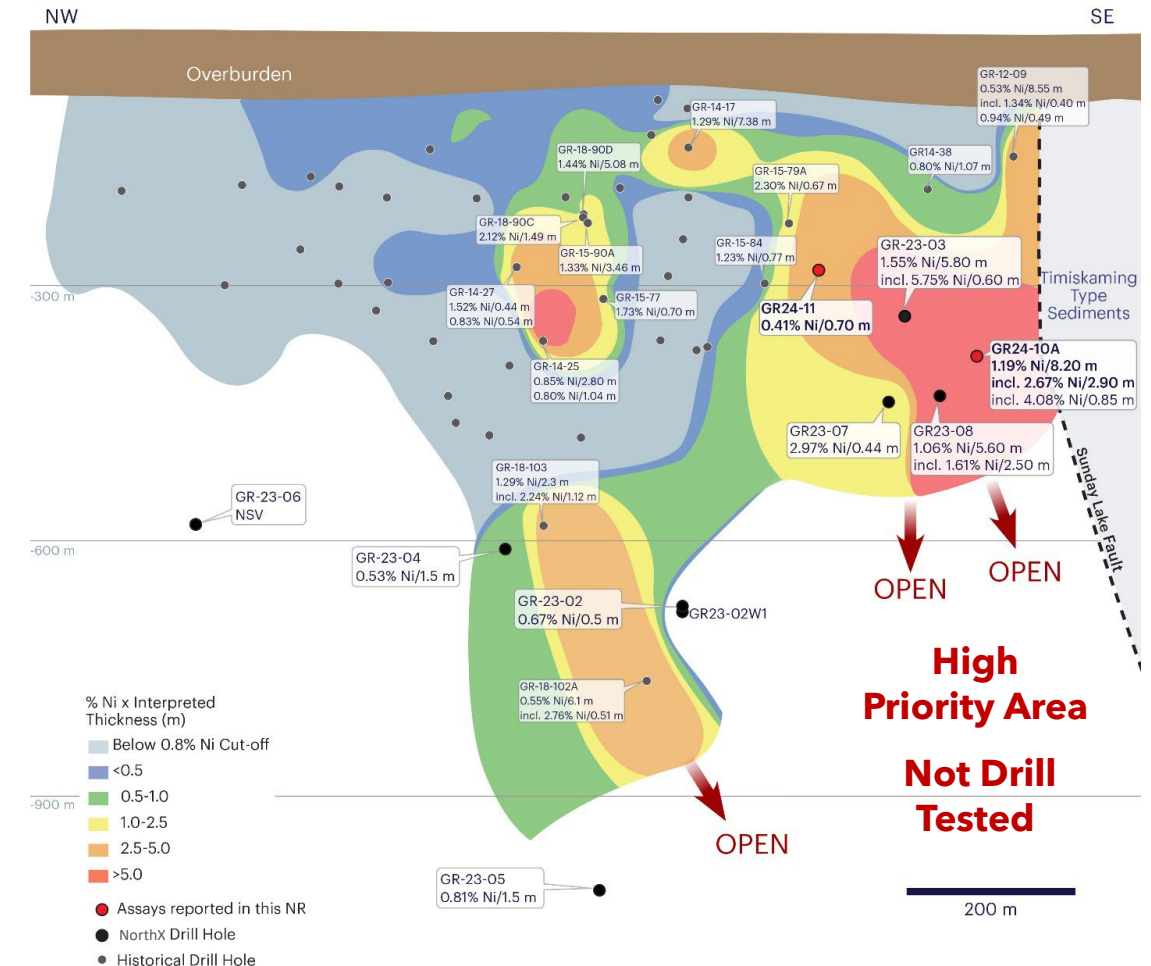 NW
SE
Overburden
GR-12-09
0.53% Ni/8.55 m
incl. 1.34%/0.40 m
0.94%/0.49 m
GR-14-17
1.29% Ni/7.38 m
GR-18-90D
1.44% Ni/5.08 m
GR14-38
0.80% Ni/1.07 m
GR-15-79A
2.30% Ni/0.67 m
GR-18-90C
2.12% Ni/1.49 m
GR-15-90A
1.33% Ni/3.46 m
GR-15-84
1.23% Ni/0.77 m
GR-23-03
1.55% Ni/5.80 m
incl. 5.75% Ni/0.60 m
-300 m
GR-14-27
1.52% Ni/0.44 m
0.83% Ni/0.54 m
GR-15-77
1.73% Ni/0.70 m
GR24-11
0.41% Ni/0.70 m
Timiskaming
Type
Sediments
GR24-10A
1.19% Ni/8.20 m
incl. 2.67% Ni/2.90 m
incl. 4.08% Ni/0.85 m
GR-14-25
0.85% Ni/2.80 m
0.80% Ni/1.04 m
GR23-07
2.97% Ni/0.44 m
GR23-08
1.06% Ni/5.60 m
incl. 1.61% Ni/2.50 m
GR-18-103
1.29% Ni/2.3 m
incl. 2.24% Ni/1.12 m
Sunday Lake Fault
GR-23-06
NSV
-600 m
GR-23-04
0.53% Ni/1.5 m
OPEN
OPEN
GR-23-02
0.67% Ni/0.5 m
GR23-02W1
High
Priority Area
Not Drill
Tested
GR-18-102A
0.55% Ni/6.1 m
incl. 2.76% Ni/0.51 m
% Ni x Interpreted
Thickness (m)
Below 0.8% Ni Cut-off
<0.5
0.5-1.0
1.0-2.5
2.5-5.0
>5.0
-900 m
OPEN
GR-23-05
0.81% Ni/1.5 m
Assays reported in this NR
NorthX Drill Hole
Historical Drill Hole
200 m